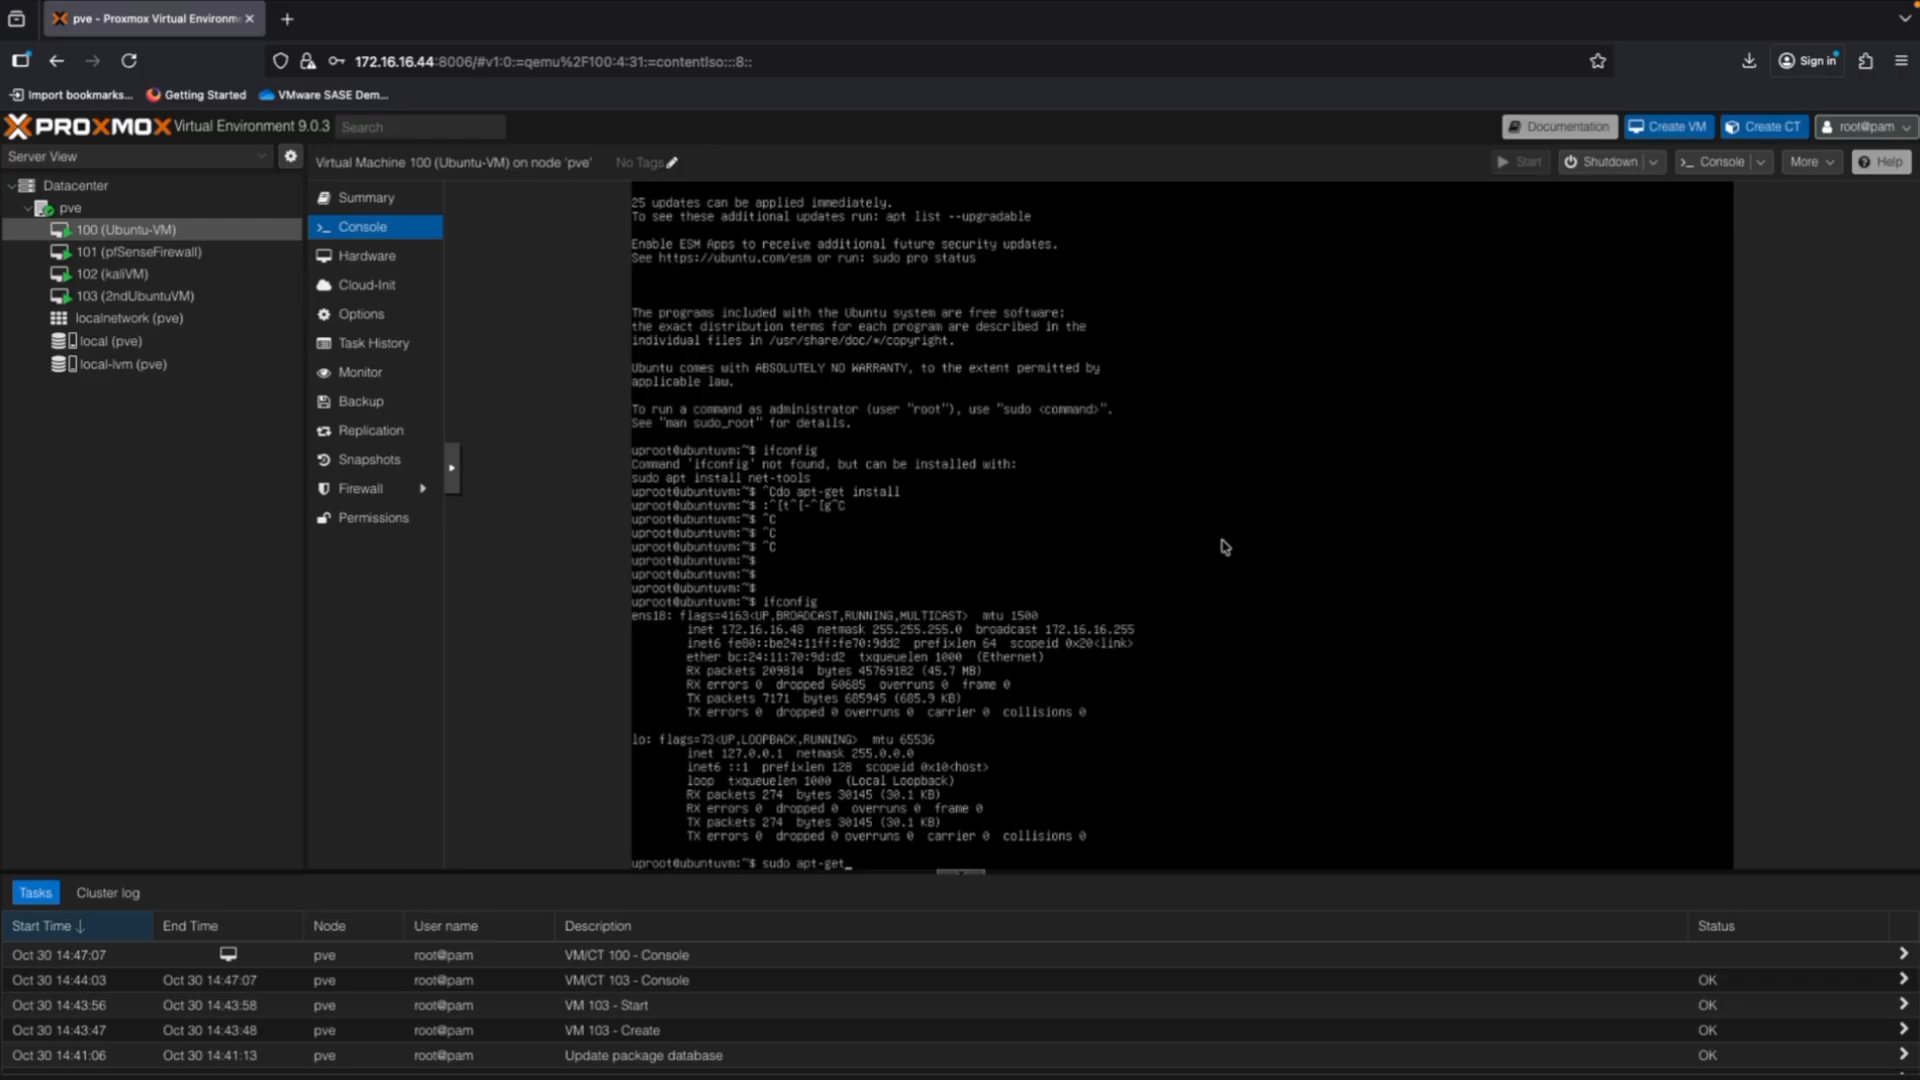 pve - Proxmox Virtual Environm
172.16.16.44:8006/#v1:0:=qemu%2F100:4:31:=contentIso:::8::
Sign in
Import bookmarks...
Getting Started
VMware SASE Dem...
PROXMOX Virtual Environment 9.0.3
Search
Documentation
Create VM
Create CT
root@pam
Server View
Virtual Machine 100 (Ubuntu-VM) on node 'pve'
No Tags
Start
Shutdown
Console
More
Help
Datacenter
pve
100 (Ubuntu-VM)
101 (pfSenseFirewall)
102 (kaliVM)
103 (2ndUbuntuVM)
localnetwork (pve)
local (pve)
local-lvm (pve)
Summary
Console
Hardware
Cloud-Init
Options
Task History
Monitor
Backup
Replication
Snapshots
Firewall
Permissions
25 updates can be applied immediately.
To see these additional updates run: apt list --upgradable
Enable ESM Apps to receive additional future security updates.
See https://ubuntu.com/esm or run: sudo pro status
The programs included with the Ubuntu system are free software;
the exact distribution terms for each program are described in the
individual files in /usr/share/doc/*/copyright.
Ubuntu comes with ABSOLUTELY NO WARRANTY, to the extent permitted by
applicable law.
To run a command as administrator (user "root"), use "sudo <command>".
See "man sudo_root" for details.
uproot@ubuntuvm:~$ ifconfig
Command 'ifconfig' not found, but can be installed with:
sudo apt install net-tools
uproot@ubuntuvm:~$ ^Cdo apt-get install
uproot@ubuntuvm:~$ :^[t^[-^[g^C
uproot@ubuntuvm:~$ ^C
uproot@ubuntuvm:~$ ^C
uproot@ubuntuvm:~$ ^C
uproot@ubuntuvm:~$
uproot@ubuntuvm:~$
uproot@ubuntuvm:~$
uproot@ubuntuvm:~$ ifconfig
ens18: flags=4163<UP,BROADCAST,RUNNING,MULTICAST>  mtu 1500
inet 172.16.16.48  netmask 255.255.255.0  broadcast 172.16.16.255
inet6 fe80::be24:11ff:fe70:9dd2  prefixlen 64  scopeid 0x20<link>
ether bc:24:11:70:9d:d2  txqueuelen 1000  (Ethernet)
RX packets 209814  bytes 45769182 (45.7 MB)
RX errors 0  dropped 60685  overruns 0  frame 0
TX packets 7171  bytes 685945 (685.9 KB)
TX errors 0  dropped 0 overruns 0  carrier 0  collisions 0
lo: flags=73<UP,LOOPBACK,RUNNING>  mtu 65536
inet 127.0.0.1  netmask 255.0.0.0
inet6 ::1  prefixlen 128  scopeid 0x10<host>
loop  txqueuelen 1000  (Local Loopback)
RX packets 274  bytes 30145 (30.1 KB)
RX errors 0  dropped 0  overruns 0  frame 0
TX packets 274  bytes 30145 (30.1 KB)
TX errors 0  dropped 0 overruns 0  carrier 0  collisions 0
uproot@ubuntuvm:~$ sudo apt-get_
Tasks
Cluster log
Start Time ↓ End Time Node User name Description Status
Oct 30 14:47:07 pve root@pam VM/CT 100 - Console
Oct 30 14:44:03 Oct 30 14:47:07 pve root@pam VM/CT 103 - Console OK
Oct 30 14:43:56 Oct 30 14:43:58 pve root@pam VM 103 - Start OK
Oct 30 14:43:47 Oct 30 14:43:48 pve root@pam VM 103 - Create OK
Oct 30 14:41:06 Oct 30 14:41:13 pve root@pam Update package database OK